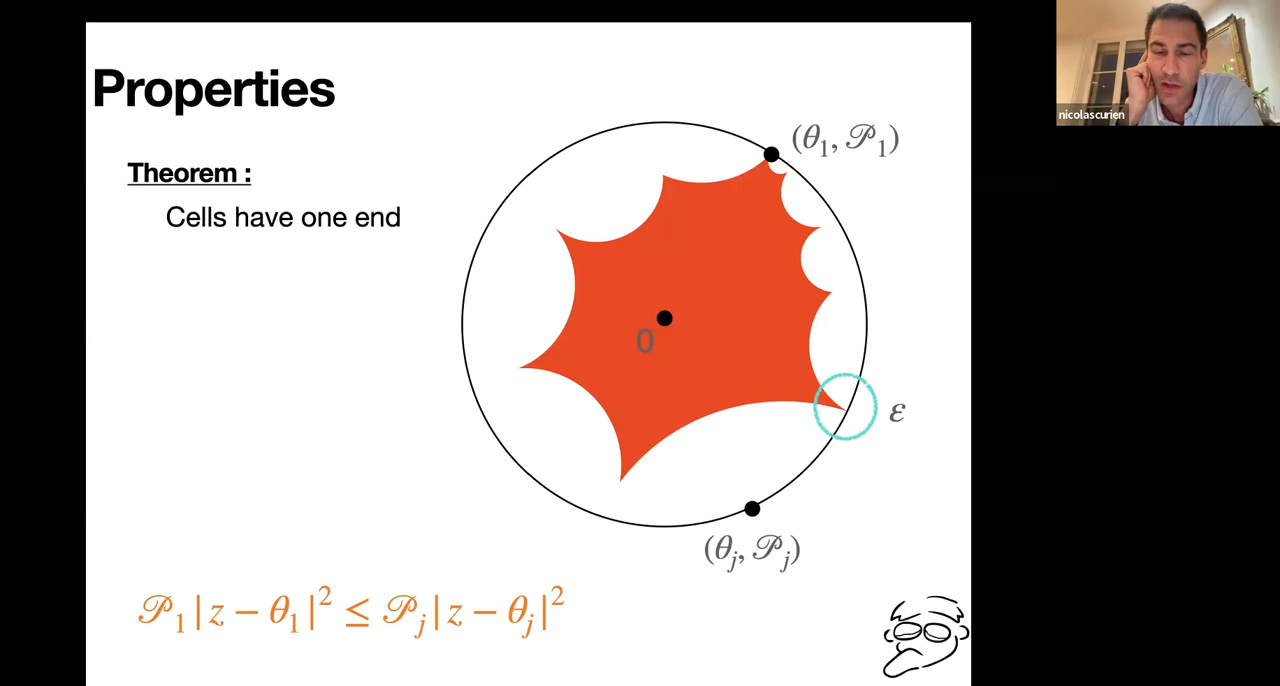 Properties
Theorem :
Cells have one end
(θ₁, 𝒫₁)
0
ε
(θⱼ, 𝒫ⱼ)
𝒫₁|z − θ₁|² ≤ 𝒫ⱼ|z − θⱼ|²
nicolascurien